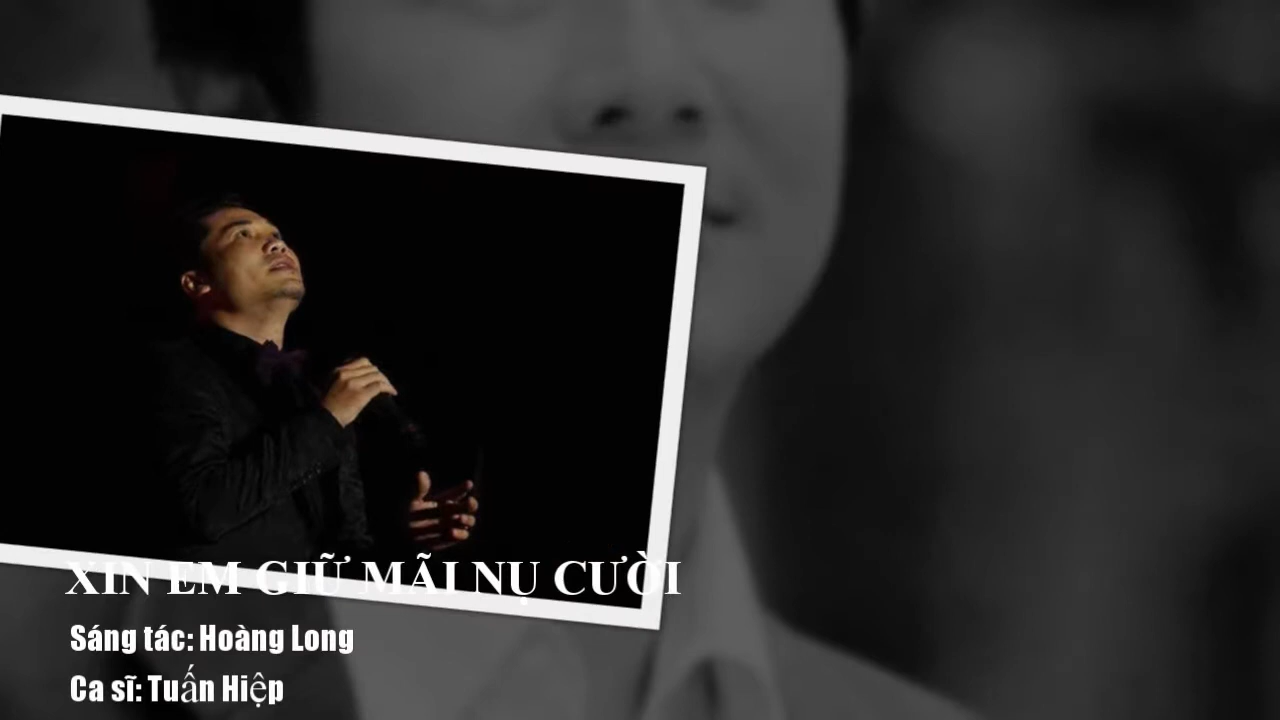 XIN EM GIỮ MÃI NỤ CƯỜI
Sáng tác: Hoàng Long
Ca sĩ: Tuấn Hiệp